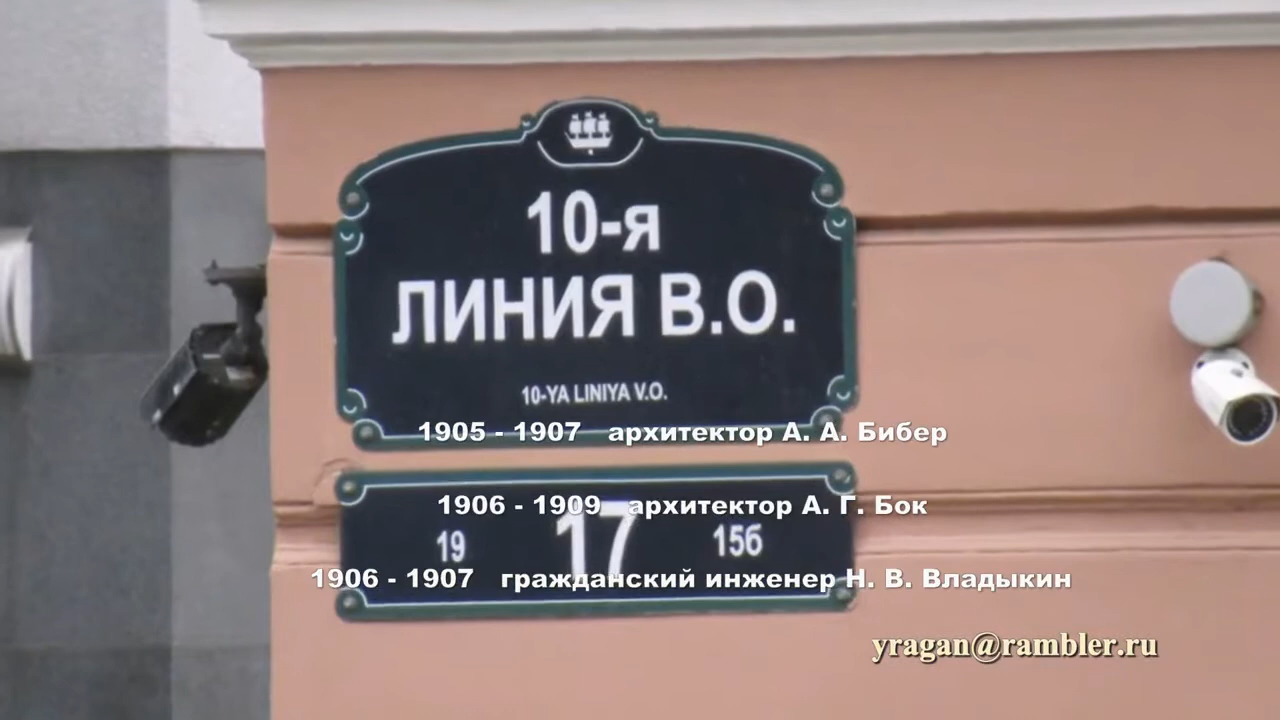 10-я
ЛИНИЯ В.О.
10-YA LINIYA V.O.
1905 - 1907 архитектор А. А. Бибер
1906 - 1909 архитектор А. Г. Бок
19 17 15б
1906 - 1907 гражданский инженер Н. В. Владыкин
yragan@rambler.ru